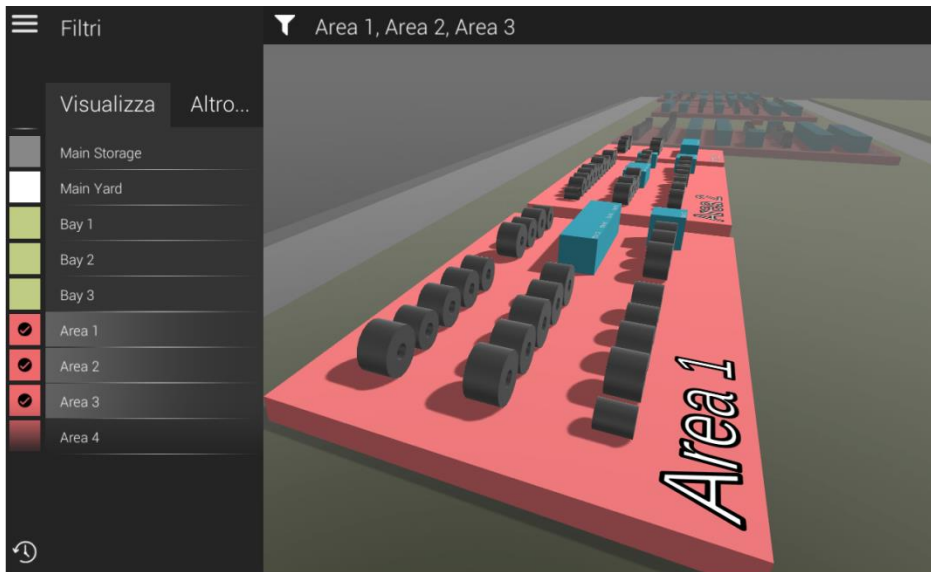 Filtri
Area 1, Area 2, Area 3
Visualizza
Altro...
Main Storage
Main Yard
Bay 1
Bay 2
Bay 3
Area 1
Area 2
Area 3
Area 4
Area 2
Area 1